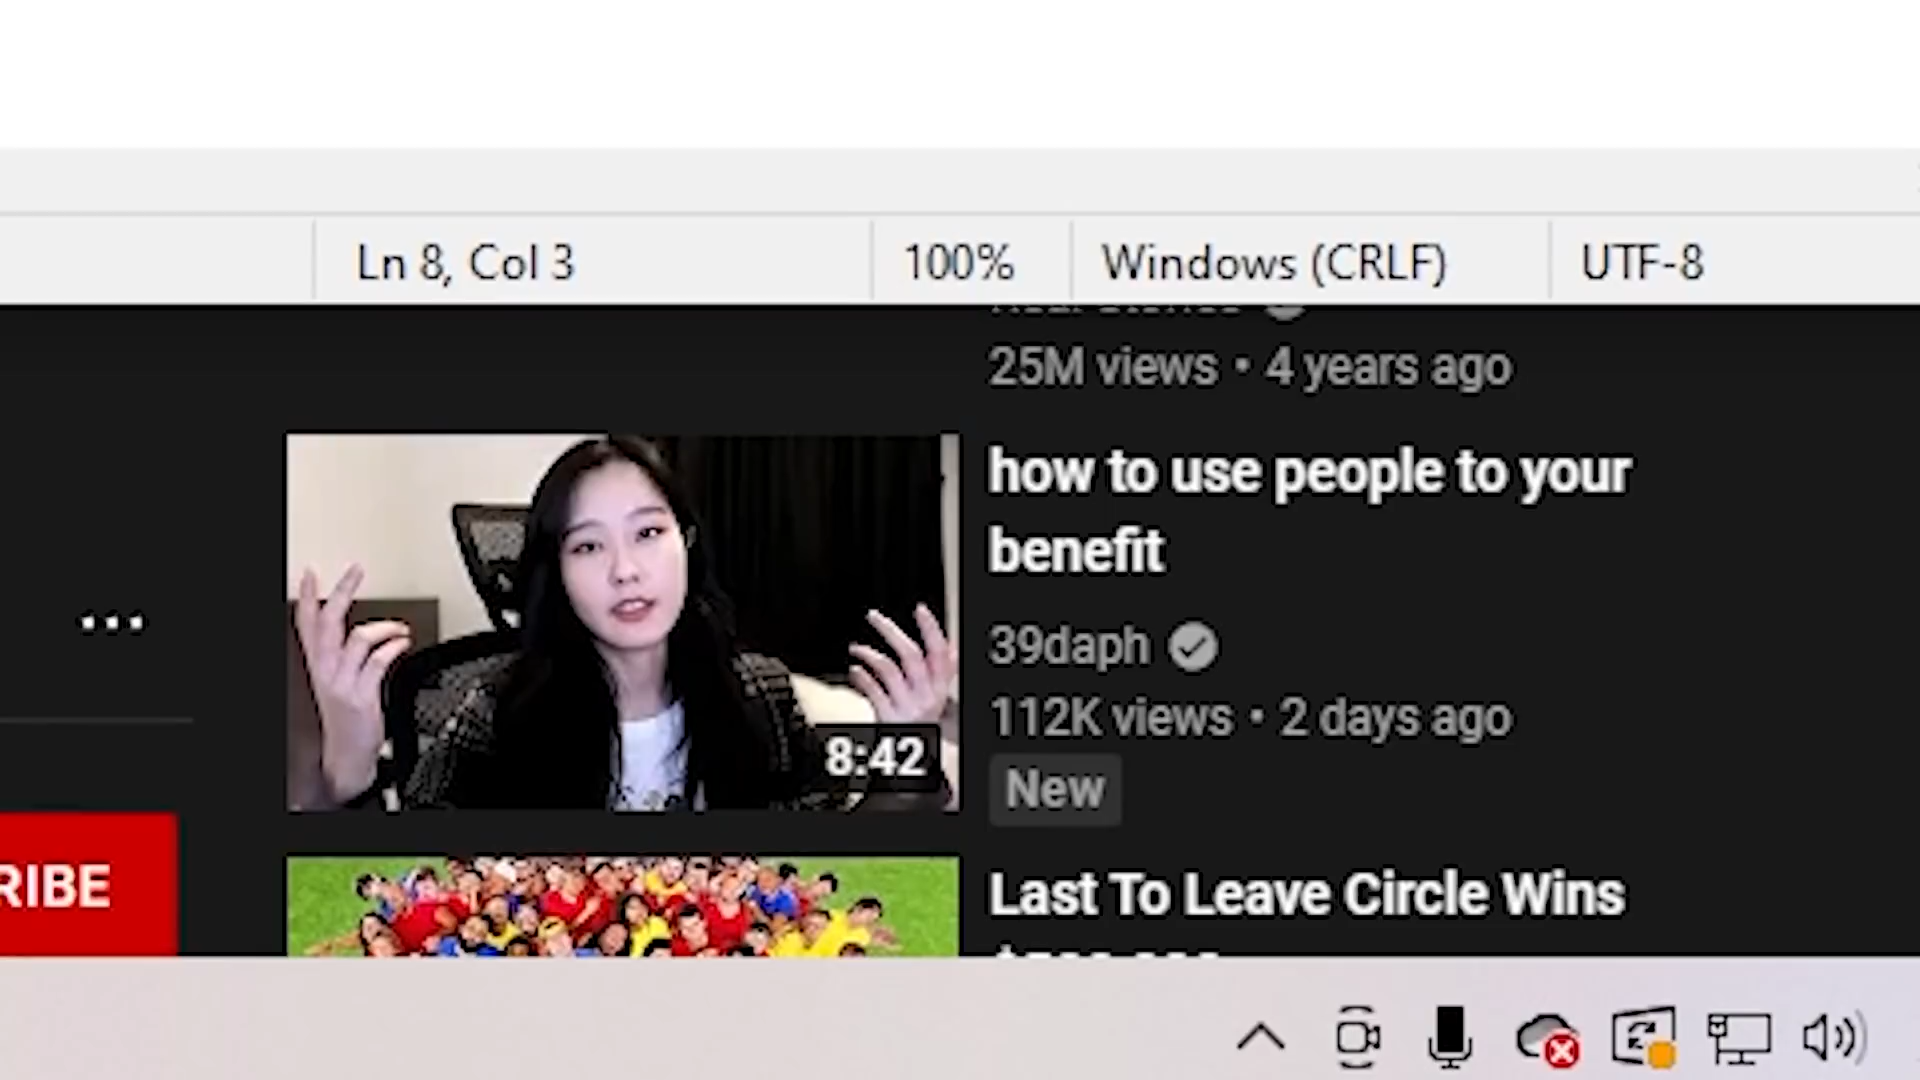 Ln 8, Col 3
100%
Windows (CRLF)
UTF-8
25M views • 4 years ago
how to use people to your
benefit
39daph
112K views • 2 days ago
New
8:42
RIBE
Last To Leave Circle Wins